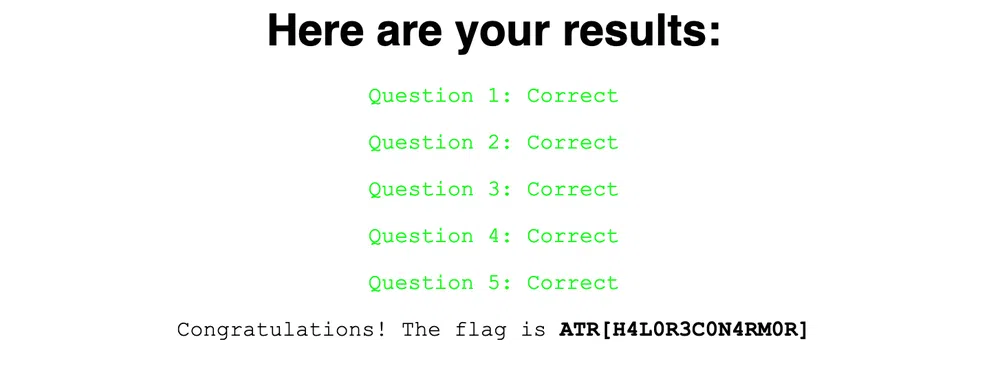 Here are your results:
Question 1: Correct
Question 2: Correct
Question 3: Correct
Question 4: Correct
Question 5: Correct
Congratulations! The flag is ATR[H4L0R3C0N4RM0R]